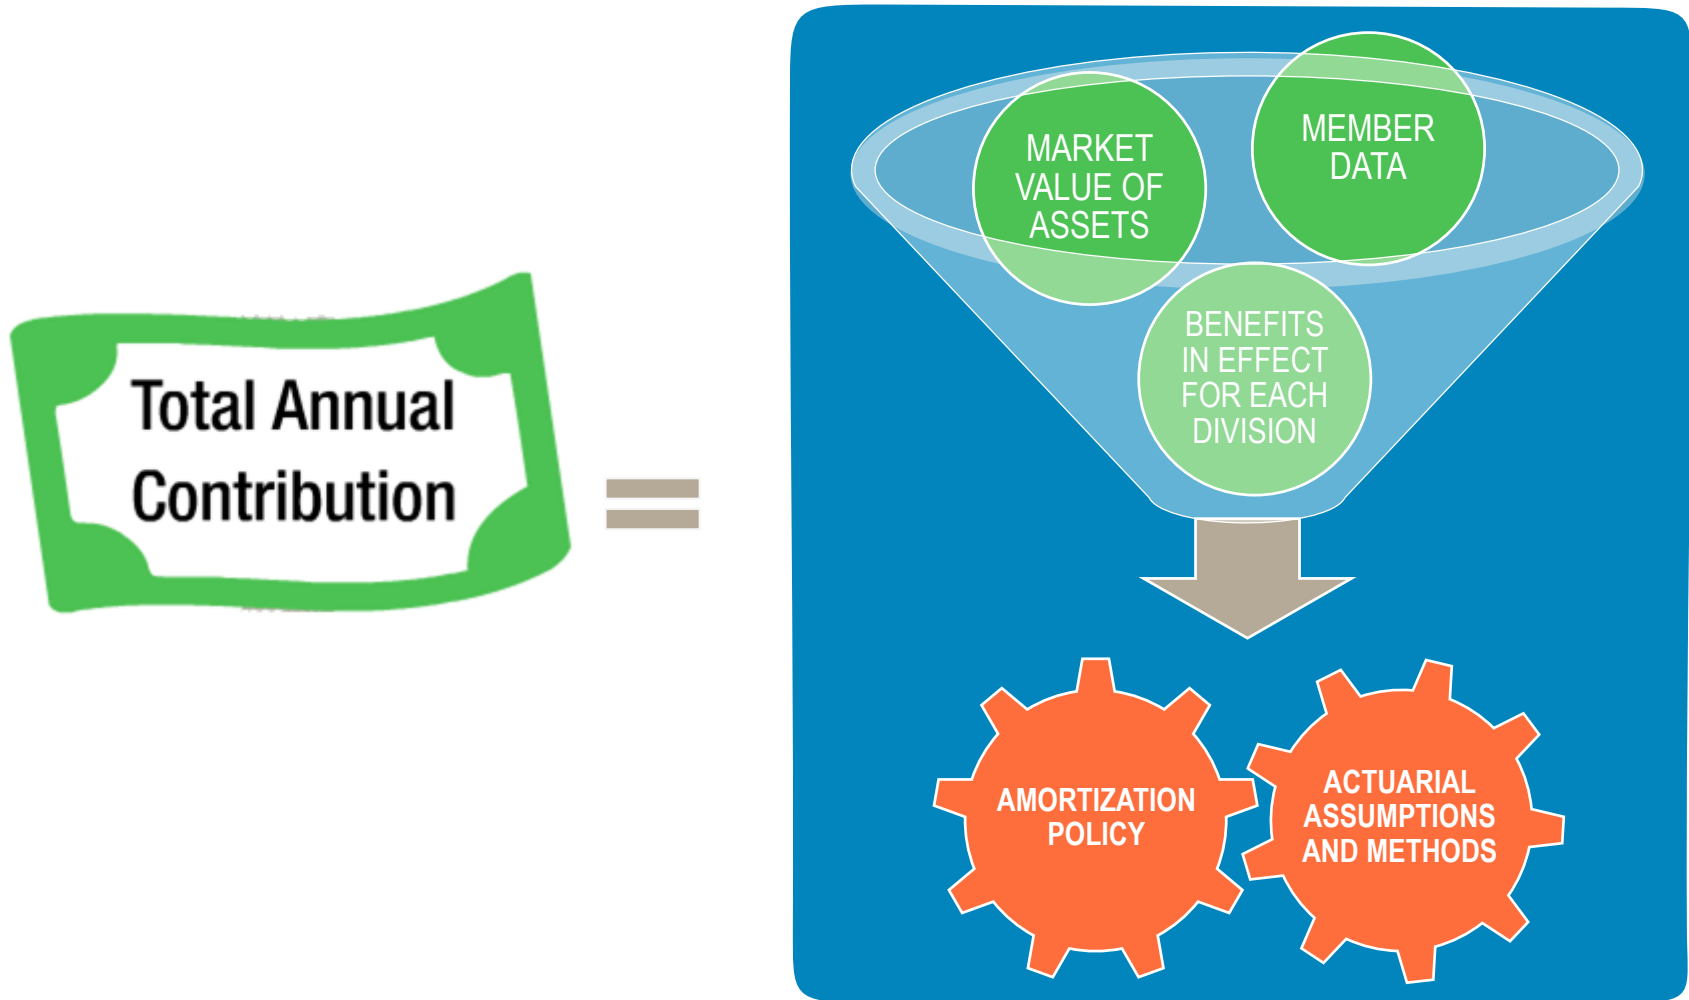 Total Annual
Contribution
MARKET
VALUE OF
ASSETS
MEMBER
DATA
BENEFITS
IN EFFECT
FOR EACH
DIVISION
AMORTIZATION
POLICY
ACTUARIAL
ASSUMPTIONS
AND METHODS